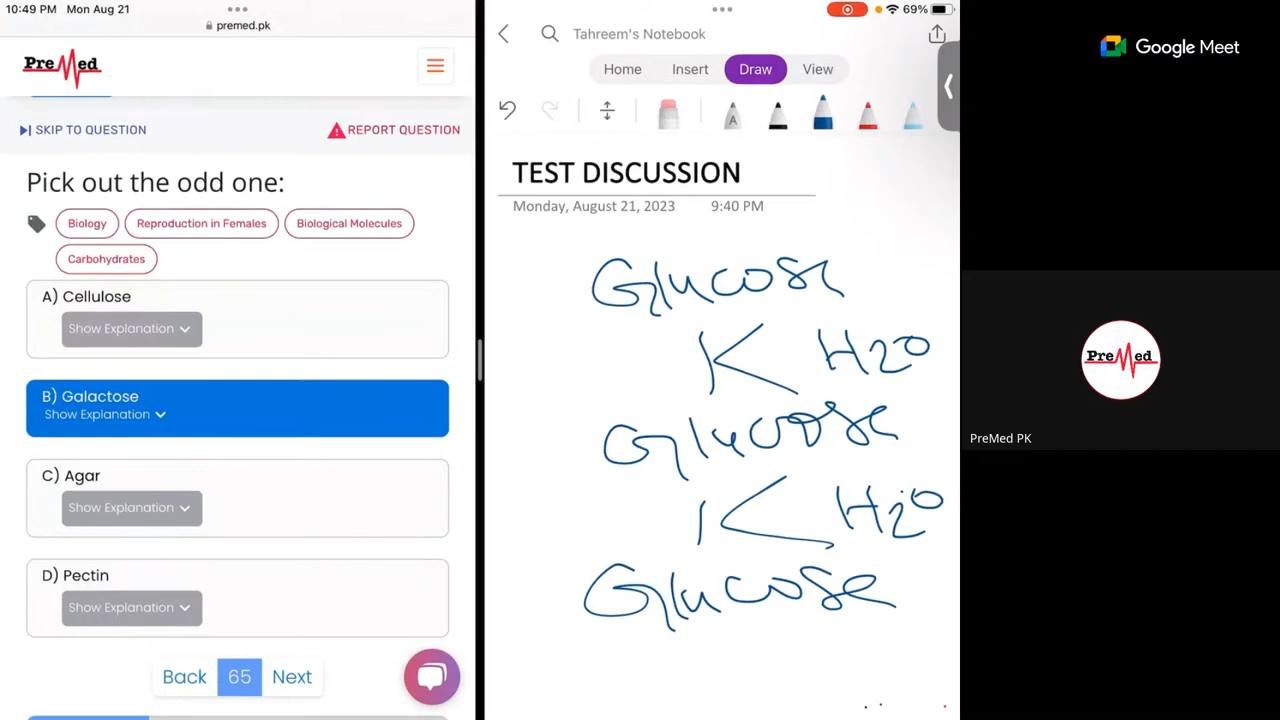 10:49 PM Mon Aug 21
premed.pk
PreMed
SKIP TO QUESTION
REPORT QUESTION
Pick out the odd one:
Biology
Reproduction in Females
Biological Molecules
Carbohydrates
A) Cellulose
Show Explanation
B) Galactose
Show Explanation
C) Agar
Show Explanation
D) Pectin
Show Explanation
Back 65 Next
69%
Tahreem's Notebook
Home Insert Draw View
A
TEST DISCUSSION
Monday, August 21, 2023 9:40 PM
Glucose
H2O
Glucose
H2O
Glucose
Google Meet
PreMed
PreMed PK